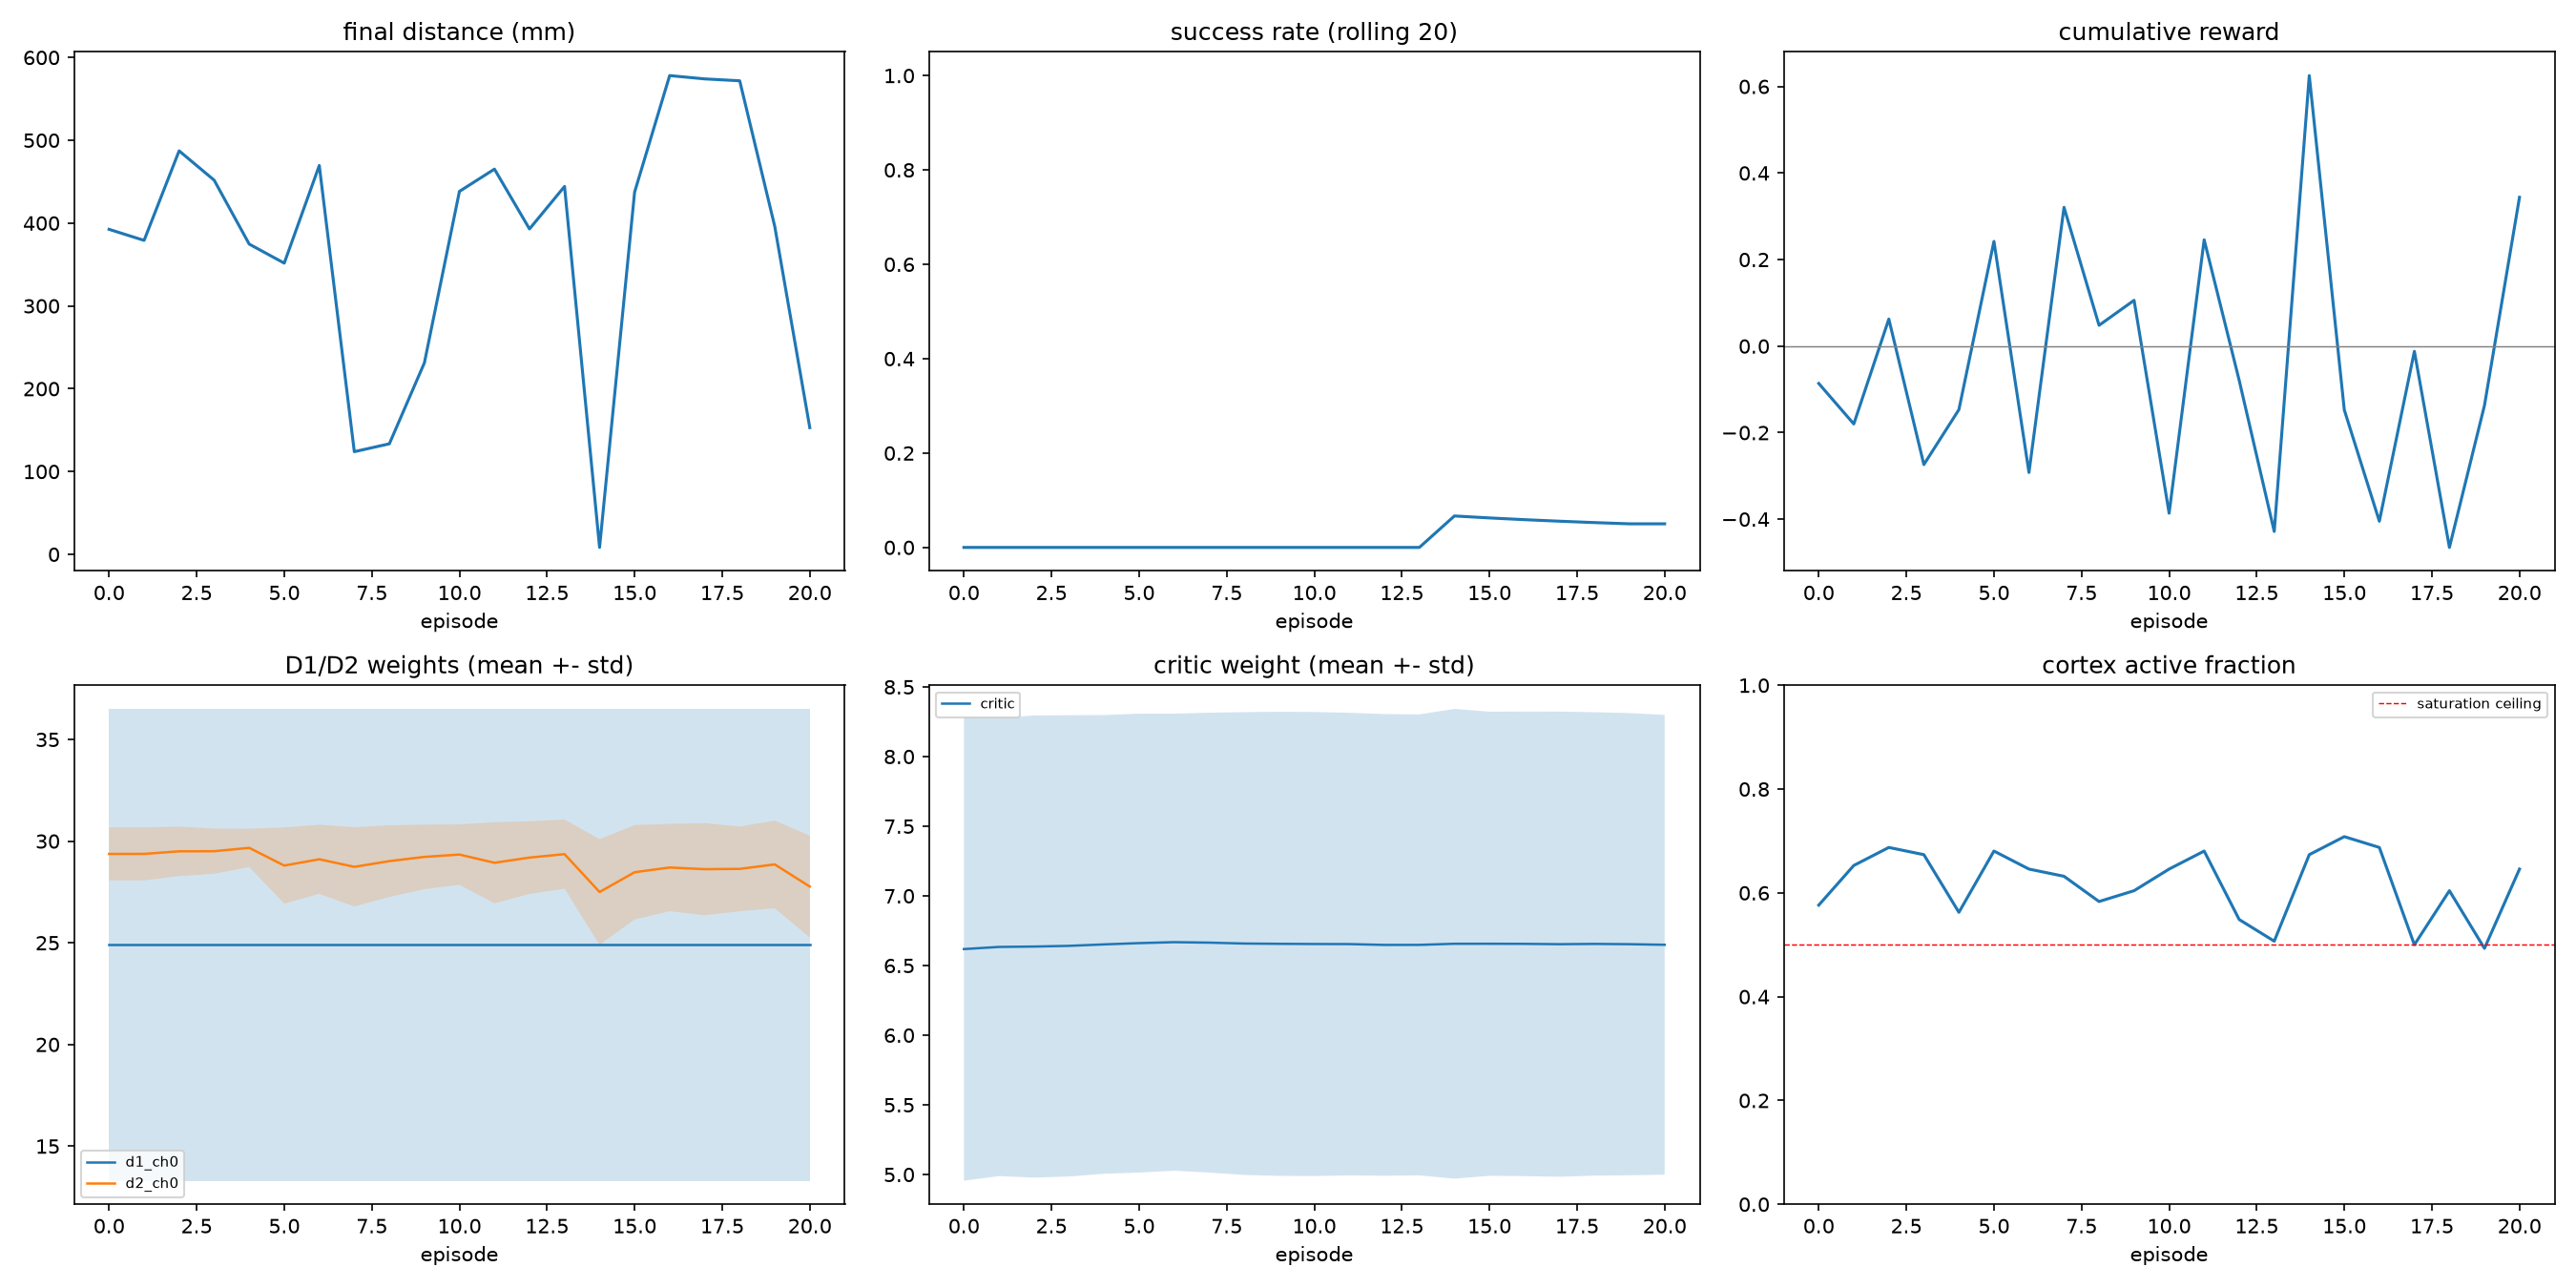 final distance (mm)
600
500
400
300
200
100
0
0.0 2.5 5.0 7.5 10.0 12.5 15.0 17.5 20.0
episode
success rate (rolling 20)
1.0
0.8
0.6
0.4
0.2
0.0
0.0 2.5 5.0 7.5 10.0 12.5 15.0 17.5 20.0
episode
cumulative reward
0.6
0.4
0.2
0.0
−0.2
−0.4
0.0 2.5 5.0 7.5 10.0 12.5 15.0 17.5 20.0
episode
D1/D2 weights (mean +- std)
35
30
25
20
15
d1_ch0
d2_ch0
0.0 2.5 5.0 7.5 10.0 12.5 15.0 17.5 20.0
episode
critic weight (mean +- std)
8.5
critic
8.0
7.5
7.0
6.5
6.0
5.5
5.0
0.0 2.5 5.0 7.5 10.0 12.5 15.0 17.5 20.0
episode
cortex active fraction
1.0
saturation ceiling
0.8
0.6
0.4
0.2
0.0
0.0 2.5 5.0 7.5 10.0 12.5 15.0 17.5 20.0
episode